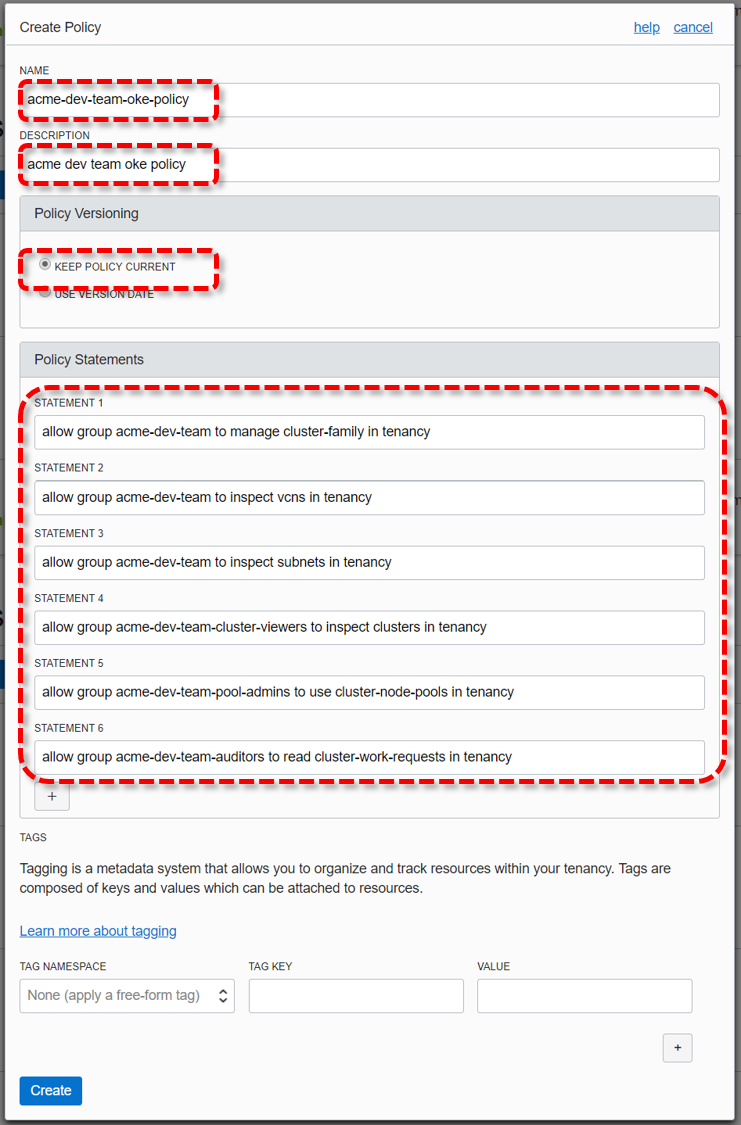 Create Policy help cancel
NAME
acme-dev-team-oke-policy
DESCRIPTION
acme dev team oke policy
Policy Versioning
KEEP POLICY CURRENT
USE VERSION DATE
Policy Statements
STATEMENT 1
allow group acme-dev-team to manage cluster-family in tenancy
STATEMENT 2
allow group acme-dev-team to inspect vcns in tenancy
STATEMENT 3
allow group acme-dev-team to inspect subnets in tenancy
STATEMENT 4
allow group acme-dev-team-cluster-viewers to inspect clusters in tenancy
STATEMENT 5
allow group acme-dev-team-pool-admins to use cluster-node-pools in tenancy
STATEMENT 6
allow group acme-dev-team-auditors to read cluster-work-requests in tenancy
+
TAGS
Tagging is a metadata system that allows you to organize and track resources within your tenancy. Tags are
composed of keys and values which can be attached to resources.
Learn more about tagging
TAG NAMESPACE TAG KEY VALUE
None (apply a free-form tag)
+
Create